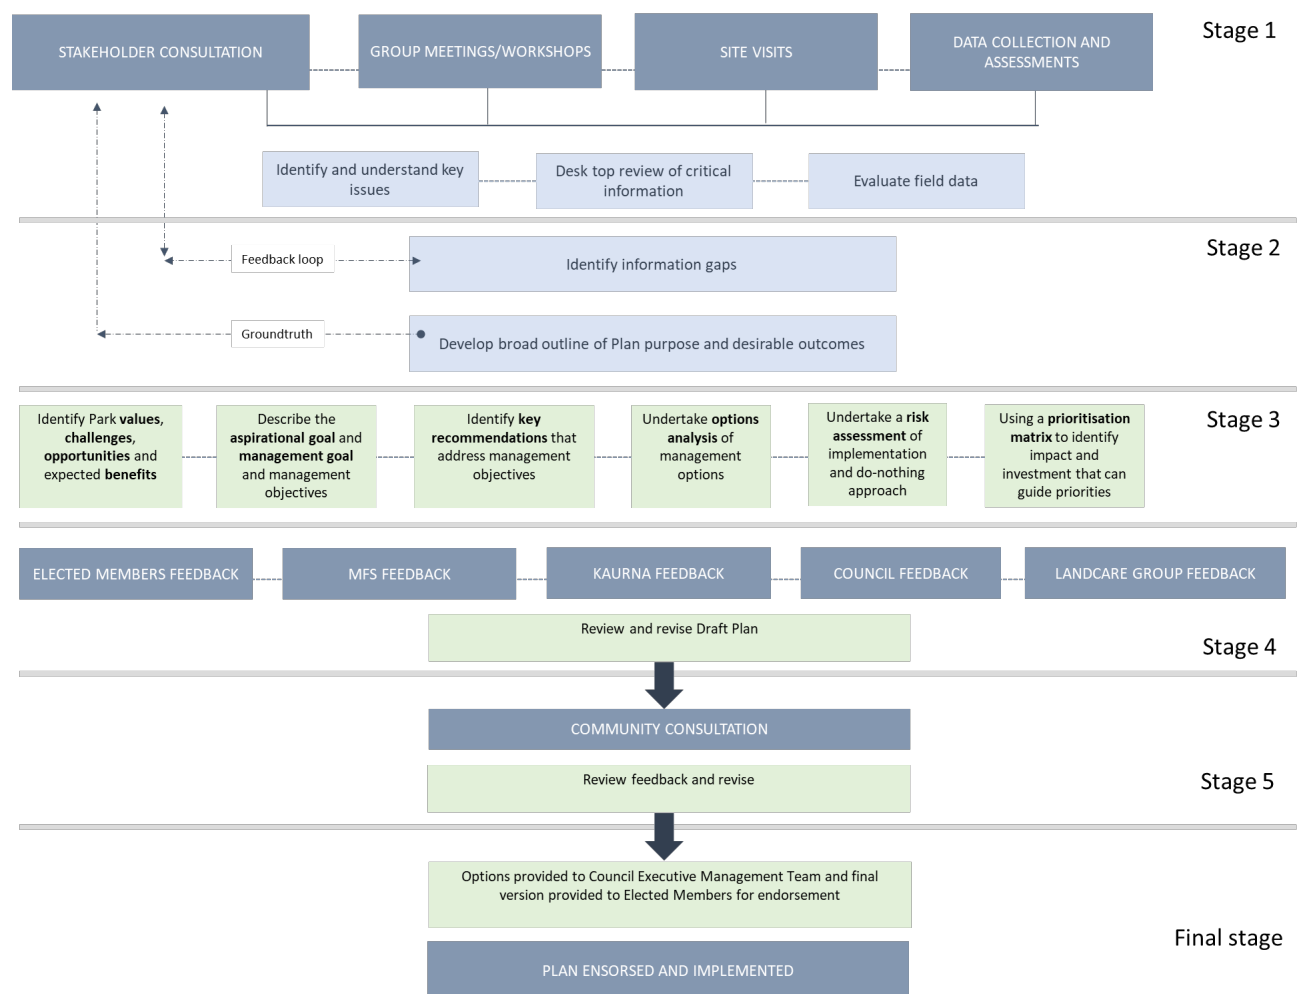 Stage 1
STAKEHOLDER CONSULTATION
GROUP MEETINGS/WORKSHOPS
SITE VISITS
DATA COLLECTION AND
ASSESSMENTS
Identify and understand key
issues
Desk top review of critical
information
Evaluate field data
Stage 2
Feedback loop
Identify information gaps
Groundtruth
Develop broad outline of Plan purpose and desirable outcomes
Stage 3
Identify Park values,
challenges,
opportunities and
expected benefits
Describe the
aspirational goal and
management goal
and management
objectives
Identify key
recommendations that
address management
objectives
Undertake options
analysis of
management
options
Undertake a risk
assessment of
implementation
and do-nothing
approach
Using a prioritisation
matrix to identify
impact and
investment that can
guide priorities
ELECTED MEMBERS FEEDBACK
MFS FEEDBACK
KAURNA FEEDBACK
COUNCIL FEEDBACK
LANDCARE GROUP FEEDBACK
Review and revise Draft Plan
Stage 4
COMMUNITY CONSULTATION
Review feedback and revise
Stage 5
Options provided to Council Executive Management Team and final
version provided to Elected Members for endorsement
Final stage
PLAN ENSORSED AND IMPLEMENTED